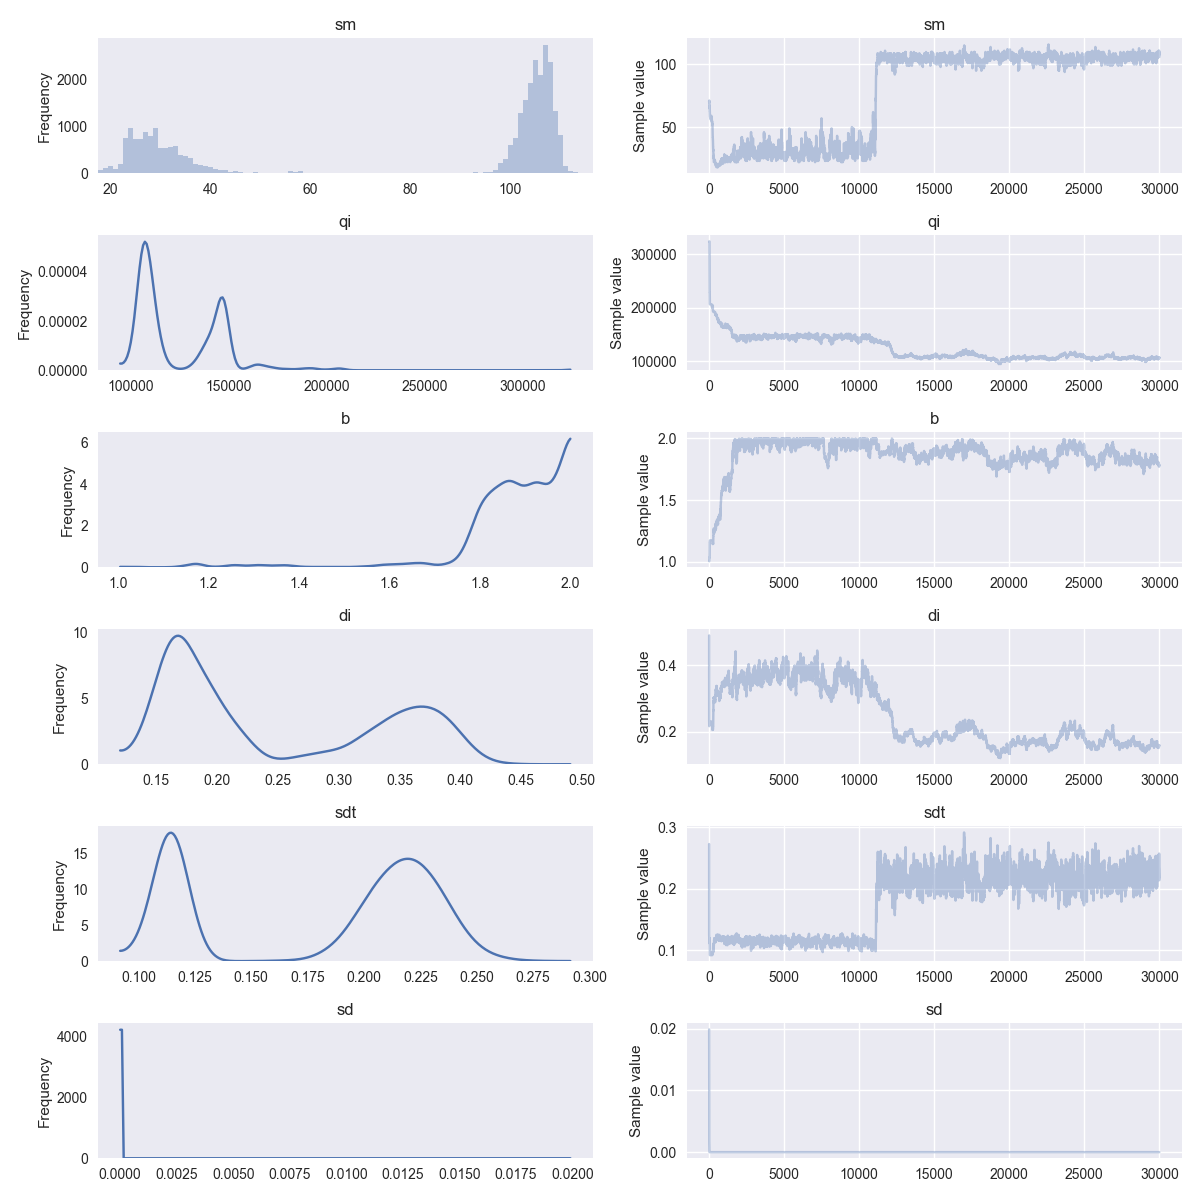 sm
Frequency
2000
1000
0
20 40 60 80 100
sm
Sample value
100
50
0 5000 10000 15000 20000 25000 30000
qi
Frequency
0.00004
0.00002
0.00000
100000 150000 200000 250000 300000
qi
Sample value
300000
200000
100000
0 5000 10000 15000 20000 25000 30000
b
Frequency
6
4
2
0
1.0 1.2 1.4 1.6 1.8 2.0
b
Sample value
2.0
1.5
1.0
0 5000 10000 15000 20000 25000 30000
di
Frequency
10
5
0
0.15 0.20 0.25 0.30 0.35 0.40 0.45 0.50
di
Sample value
0.4
0.2
0 5000 10000 15000 20000 25000 30000
sdt
Frequency
15
10
5
0
0.100 0.125 0.150 0.175 0.200 0.225 0.250 0.275 0.300
sdt
Sample value
0.3
0.2
0.1
0 5000 10000 15000 20000 25000 30000
sd
Frequency
4000
2000
0
0.0000 0.0025 0.0050 0.0075 0.0100 0.0125 0.0150 0.0175 0.0200
sd
Sample value
0.02
0.01
0.00
0 5000 10000 15000 20000 25000 30000